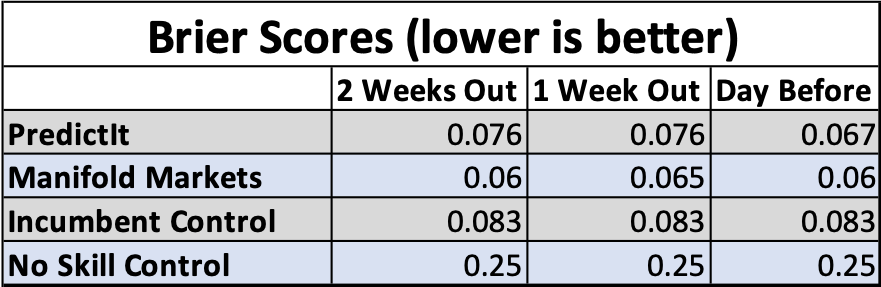 Brier Scores (lower is better)
2 Weeks Out 1 Week Out Day Before
PredictIt 0.076 0.076 0.067
Manifold Markets 0.06 0.065 0.06
Incumbent Control 0.083 0.083 0.083
No Skill Control 0.25 0.25 0.25